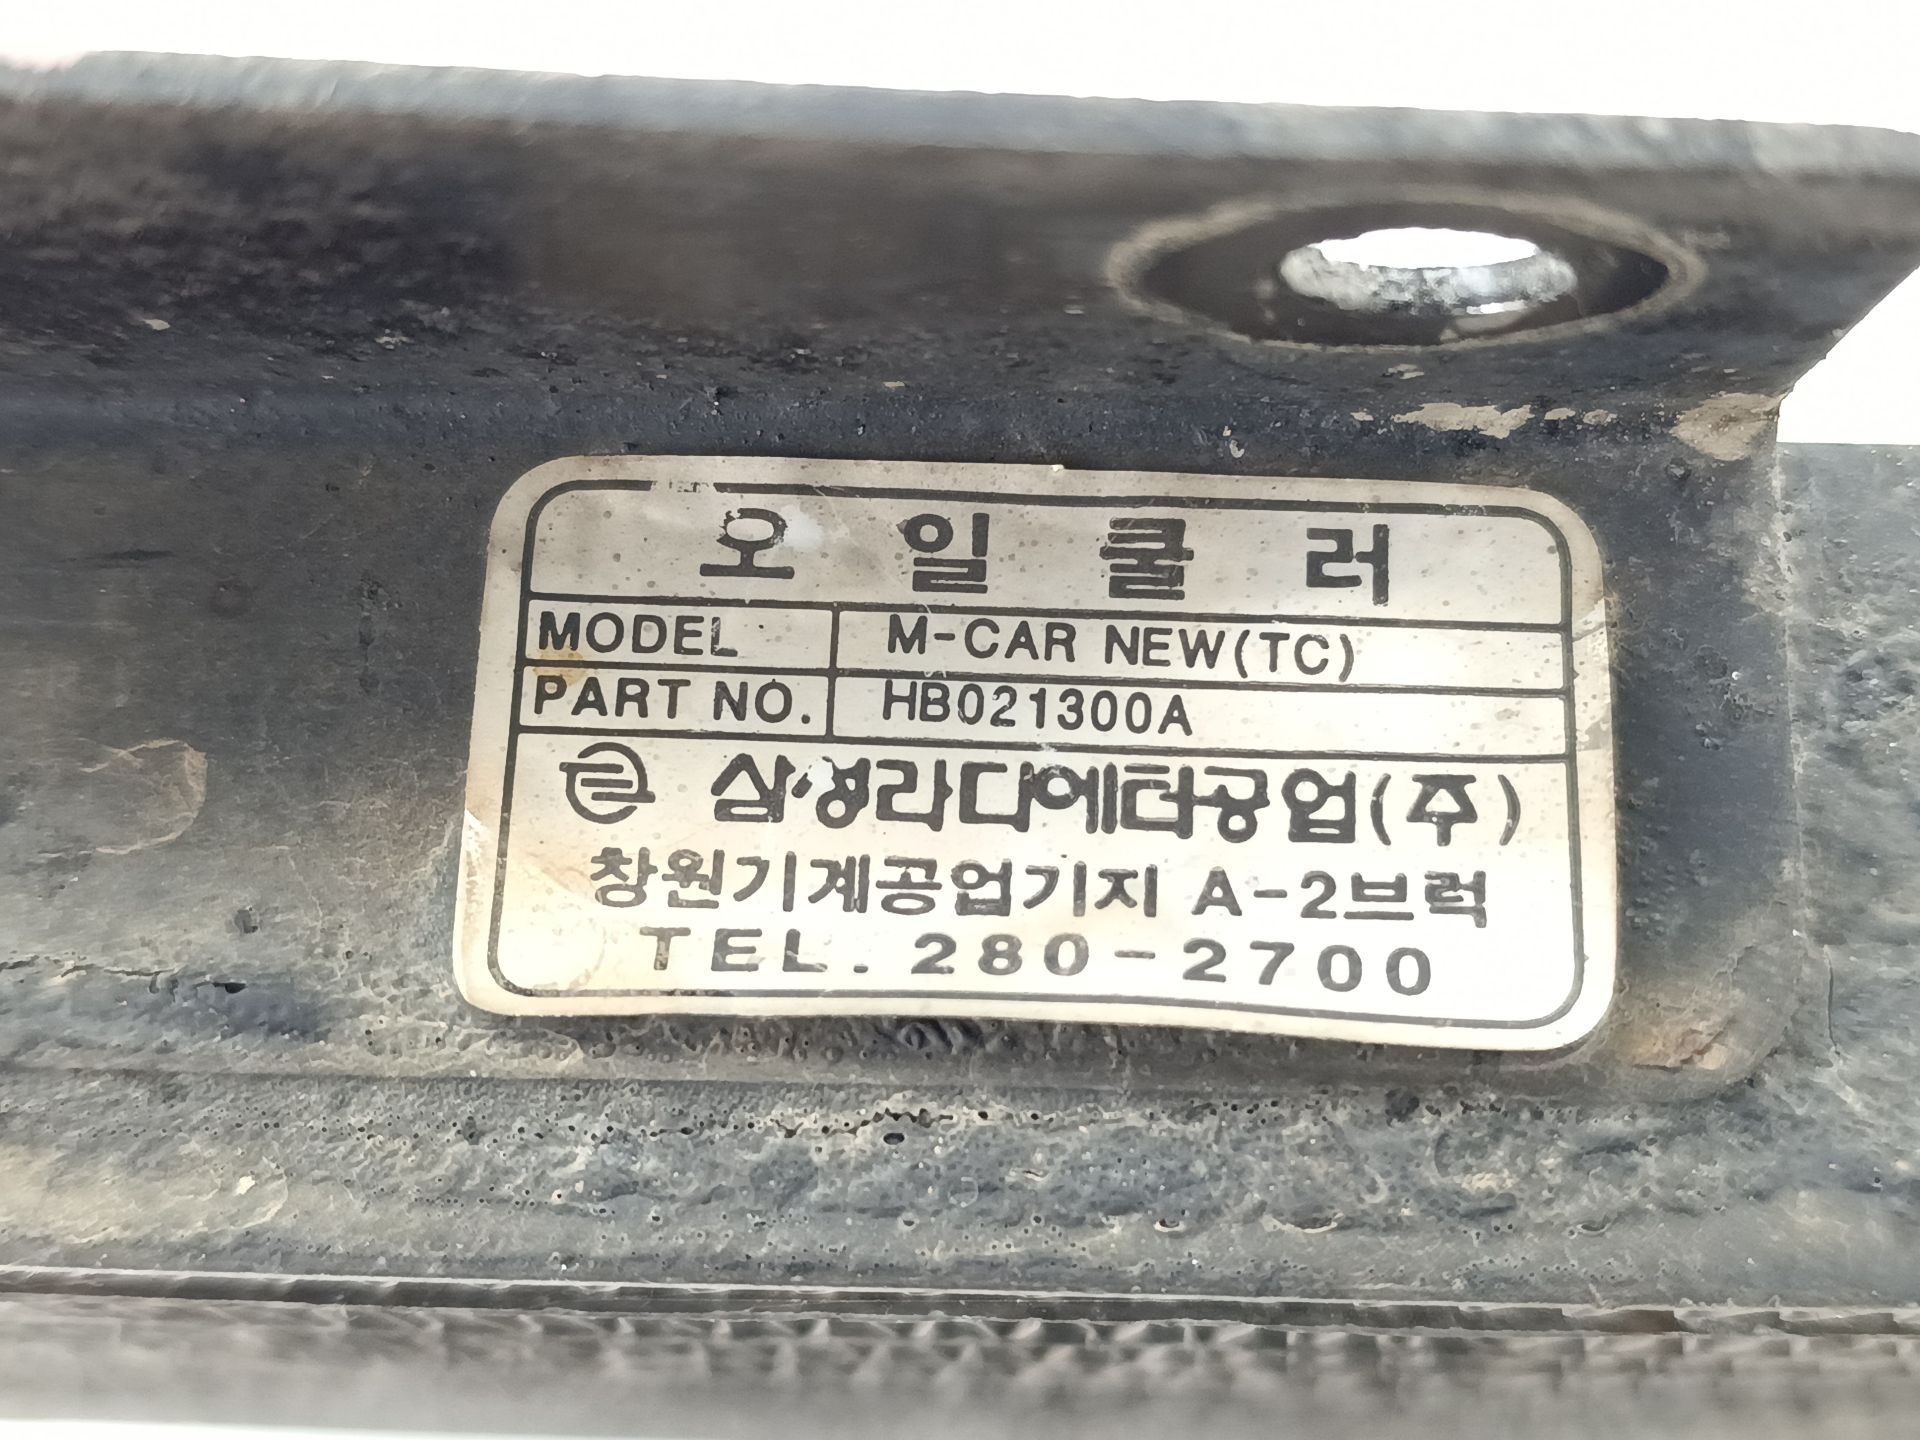 오일쿨러
MODEL M-CAR NEW(TC)
PART NO. HB021300A
삼성라디에터공업(주)
창원기계공업기지 A-2브럭
TEL. 280-2700